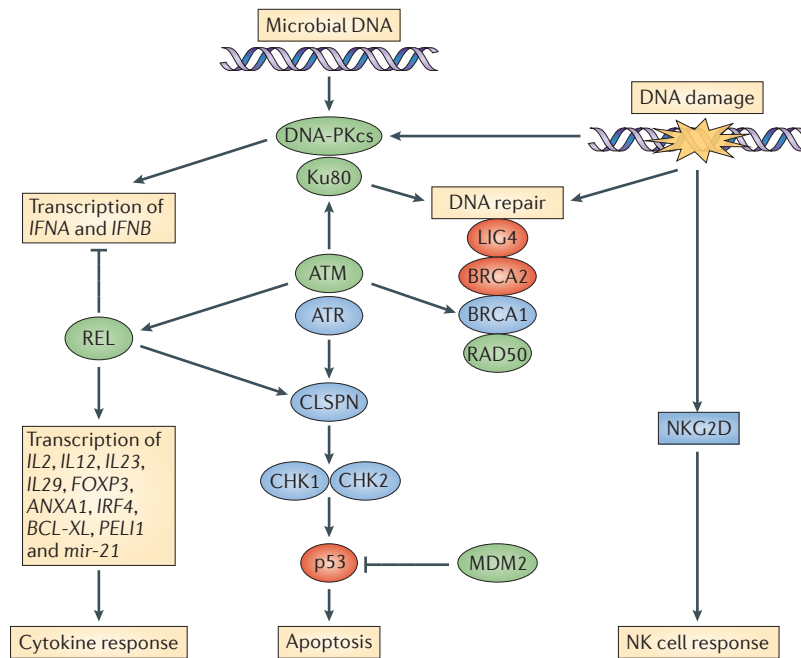 Microbial DNA
DNA damage
DNA-PKcs
Ku80
Transcription of
IFNA and IFNB
DNA repair
LIG4
BRCA2
BRCA1
RAD50
ATM
ATR
REL
CLSPN
Transcription of
IL2, IL12, IL23,
IL29, FOXP3,
ANXA1, IRF4,
BCL-XL, PELI1
and mir-21
NKG2D
CHK1
CHK2
p53
MDM2
Cytokine response
Apoptosis
NK cell response